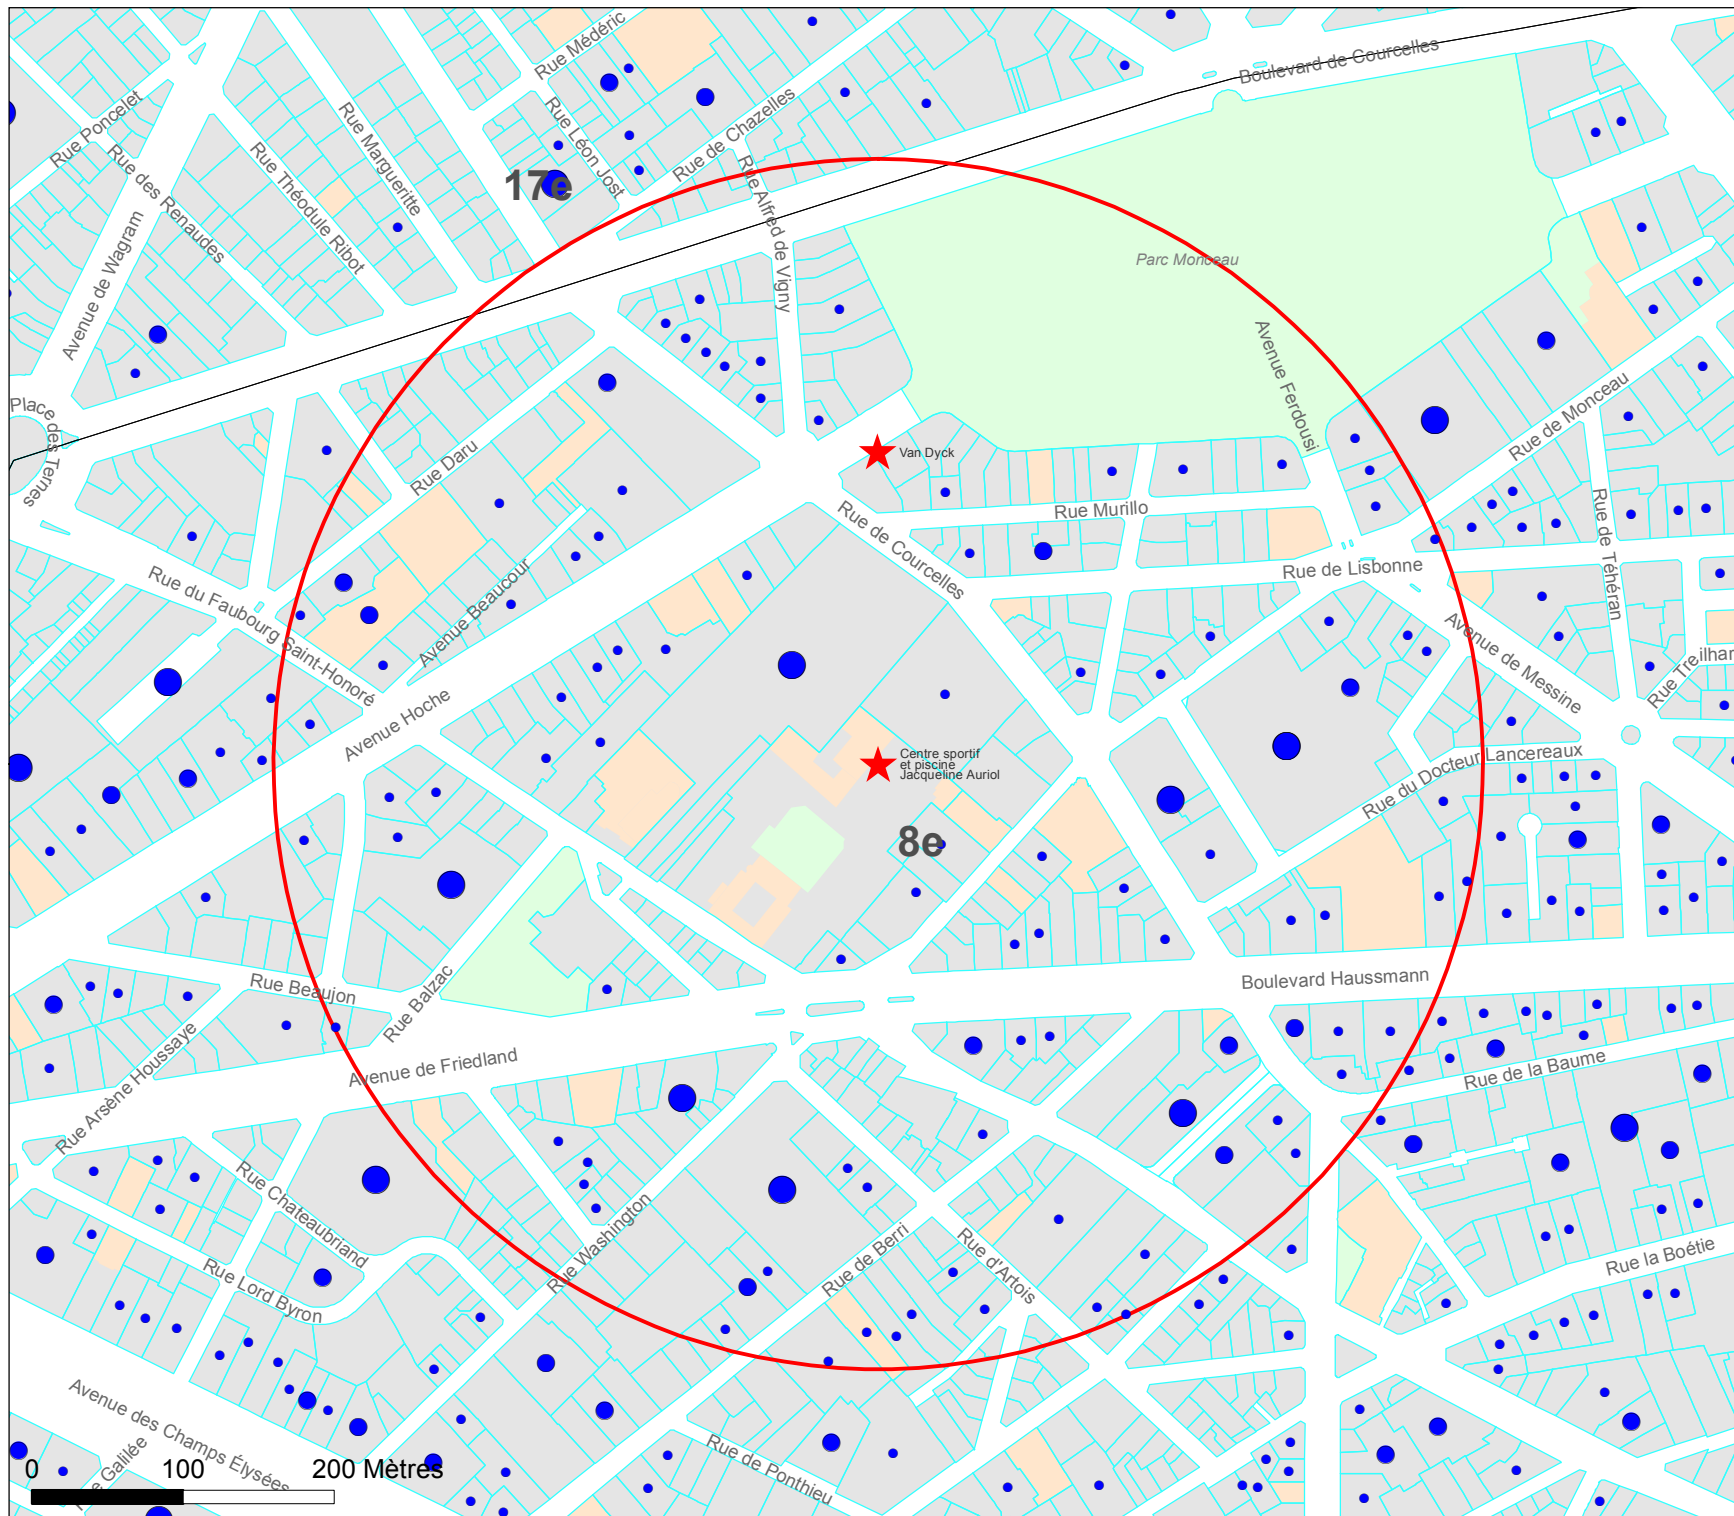 Rue Médéric
Boulevard de Courcelles
Rue Poncelet
Rue Léon Jost
Rue de Chazelles
Rue Margueritte
Rue des Renaudes
Rue Théodule Ribot
17e
Rue Alfred de Vigny
Avenue de Wagram
Parc Monceau
Avenue Ferdousi
Place des Ternes
Rue Daru
Van Dyck
Rue de Monceau
Rue Murillo
Rue de Courcelles
Rue de Téhéran
Rue de Lisbonne
Rue du Faubourg Saint-Honoré
Avenue Beaucour
Avenue de Messine
Rue Treilhar
Avenue Hoche
Centre sportif
et piscine
Jacqueline Auriol
Rue du Docteur Lancereaux
8e
Rue Beaujon
Rue Balzac
Boulevard Haussmann
Rue Arsène Houssaye
Avenue de Friedland
Rue de la Baume
Rue Chateaubriand
Rue Washington
Rue de Berri
Rue d'Artois
Rue la Boétie
Rue Lord Byron
Avenue des Champs Élysées
Galilée
Rue de Ponthieu
0 100 200 Mètres